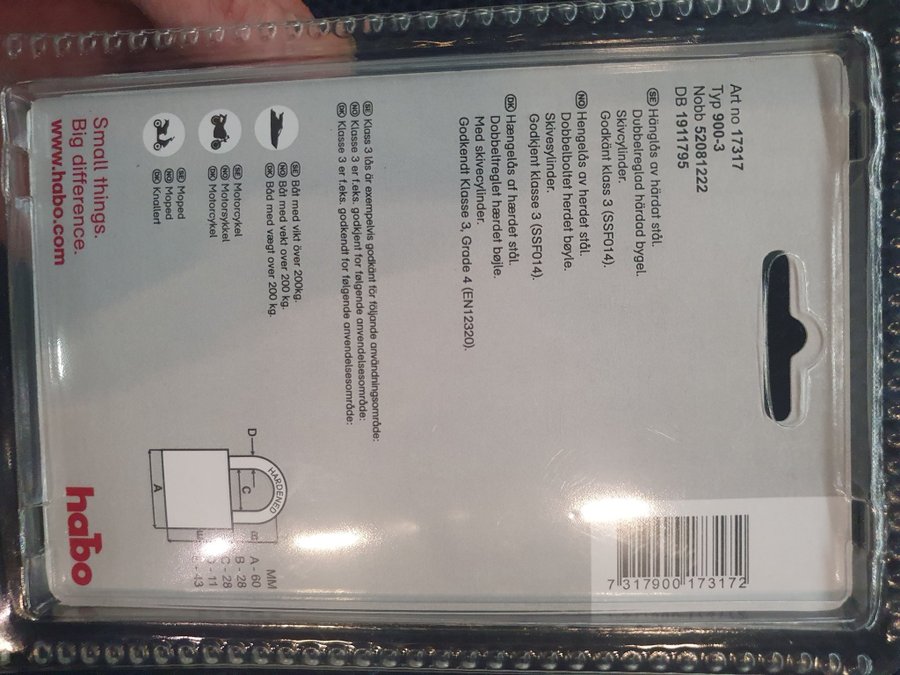 Art no 17317
Typ 900-3
Nobb 52081222
DB 1911795
SE Hänglås av härdat stål.
Dubbelreglad härdad bygel.
Skivcylinder.
Godkänt klass 3 (SSF014).
NO Hengelås av herdet stål.
Dobbelboltet herdet bøyle.
Skivesylinder.
Godkjent klasse 3 (SSF014).
DK Hængelås af hærdet stål.
Dobbeltreglet hærdet bøjle.
Med skivecylinder.
Godkendt Klasse 3, Grade 4 (EN12320).
SE Klass 3 lås är exempelvis godkänt för följande användningsområde:
NO Klasse 3 er f.eks. godkjent for følgende anvendelsesområde:
DK Klasse 3 er f.eks. godkendt for følgende anvendelsesområde:
SE Båt med vikt över 200kg.
NO Båt med vekt over 200 kg.
DK Båd med vægt over 200 kg.
SE Motorcykel
NO Motorsykkel
DK Motorcykel
SE Moped
NO Moped
DK Knallert
Small things.
Big difference.
www.habo.com
7 317900 173172
HARDENED
D
C
B
A
E
MM
A - 60
B - 28
C - 28
- 11
- 43
habo